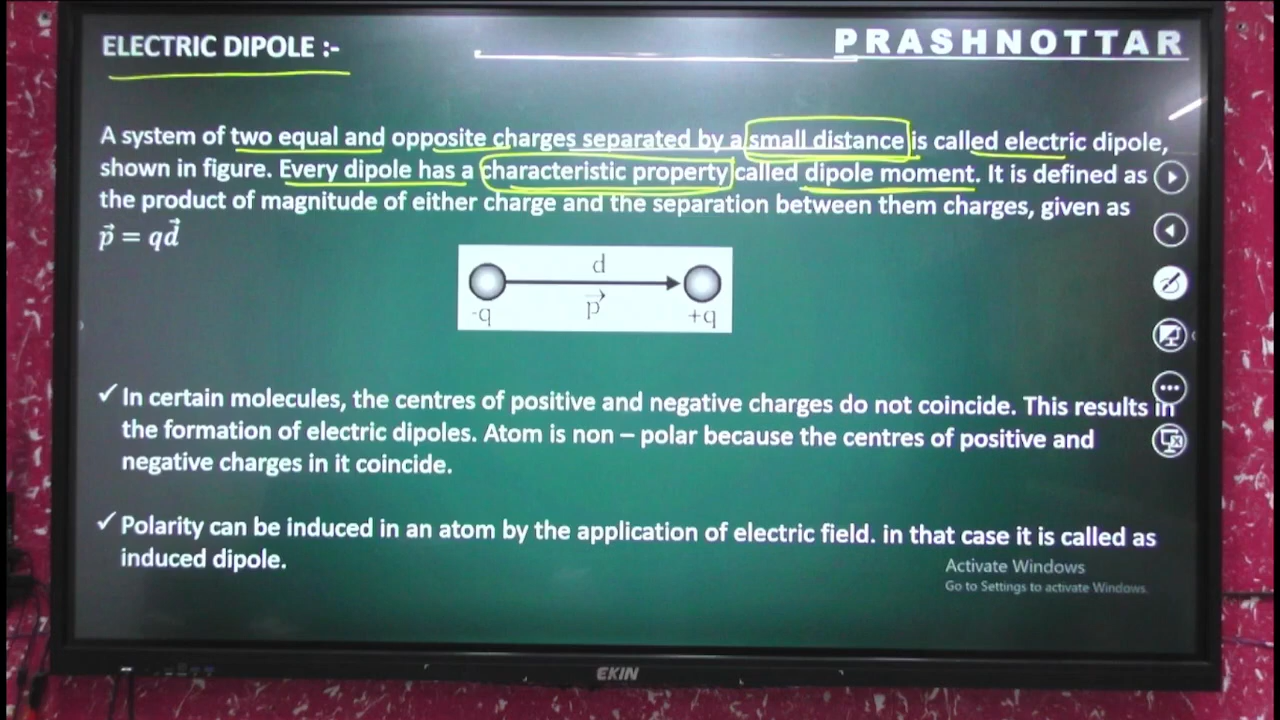 ELECTRIC DIPOLE :-
PRASHNOTTAR
A system of two equal and opposite charges separated by a small distance is called electric dipole,
shown in figure. Every dipole has a characteristic property called dipole moment. It is defined as
the product of magnitude of either charge and the separation between them charges, given as
p⃗ = qd⃗
d
p⃗
-q
+q
✓ In certain molecules, the centres of positive and negative charges do not coincide. This results in
the formation of electric dipoles. Atom is non – polar because the centres of positive and
negative charges in it coincide.
✓ Polarity can be induced in an atom by the application of electric field. in that case it is called as
induced dipole.
Activate Windows
Go to Settings to activate Windows.
EKIN